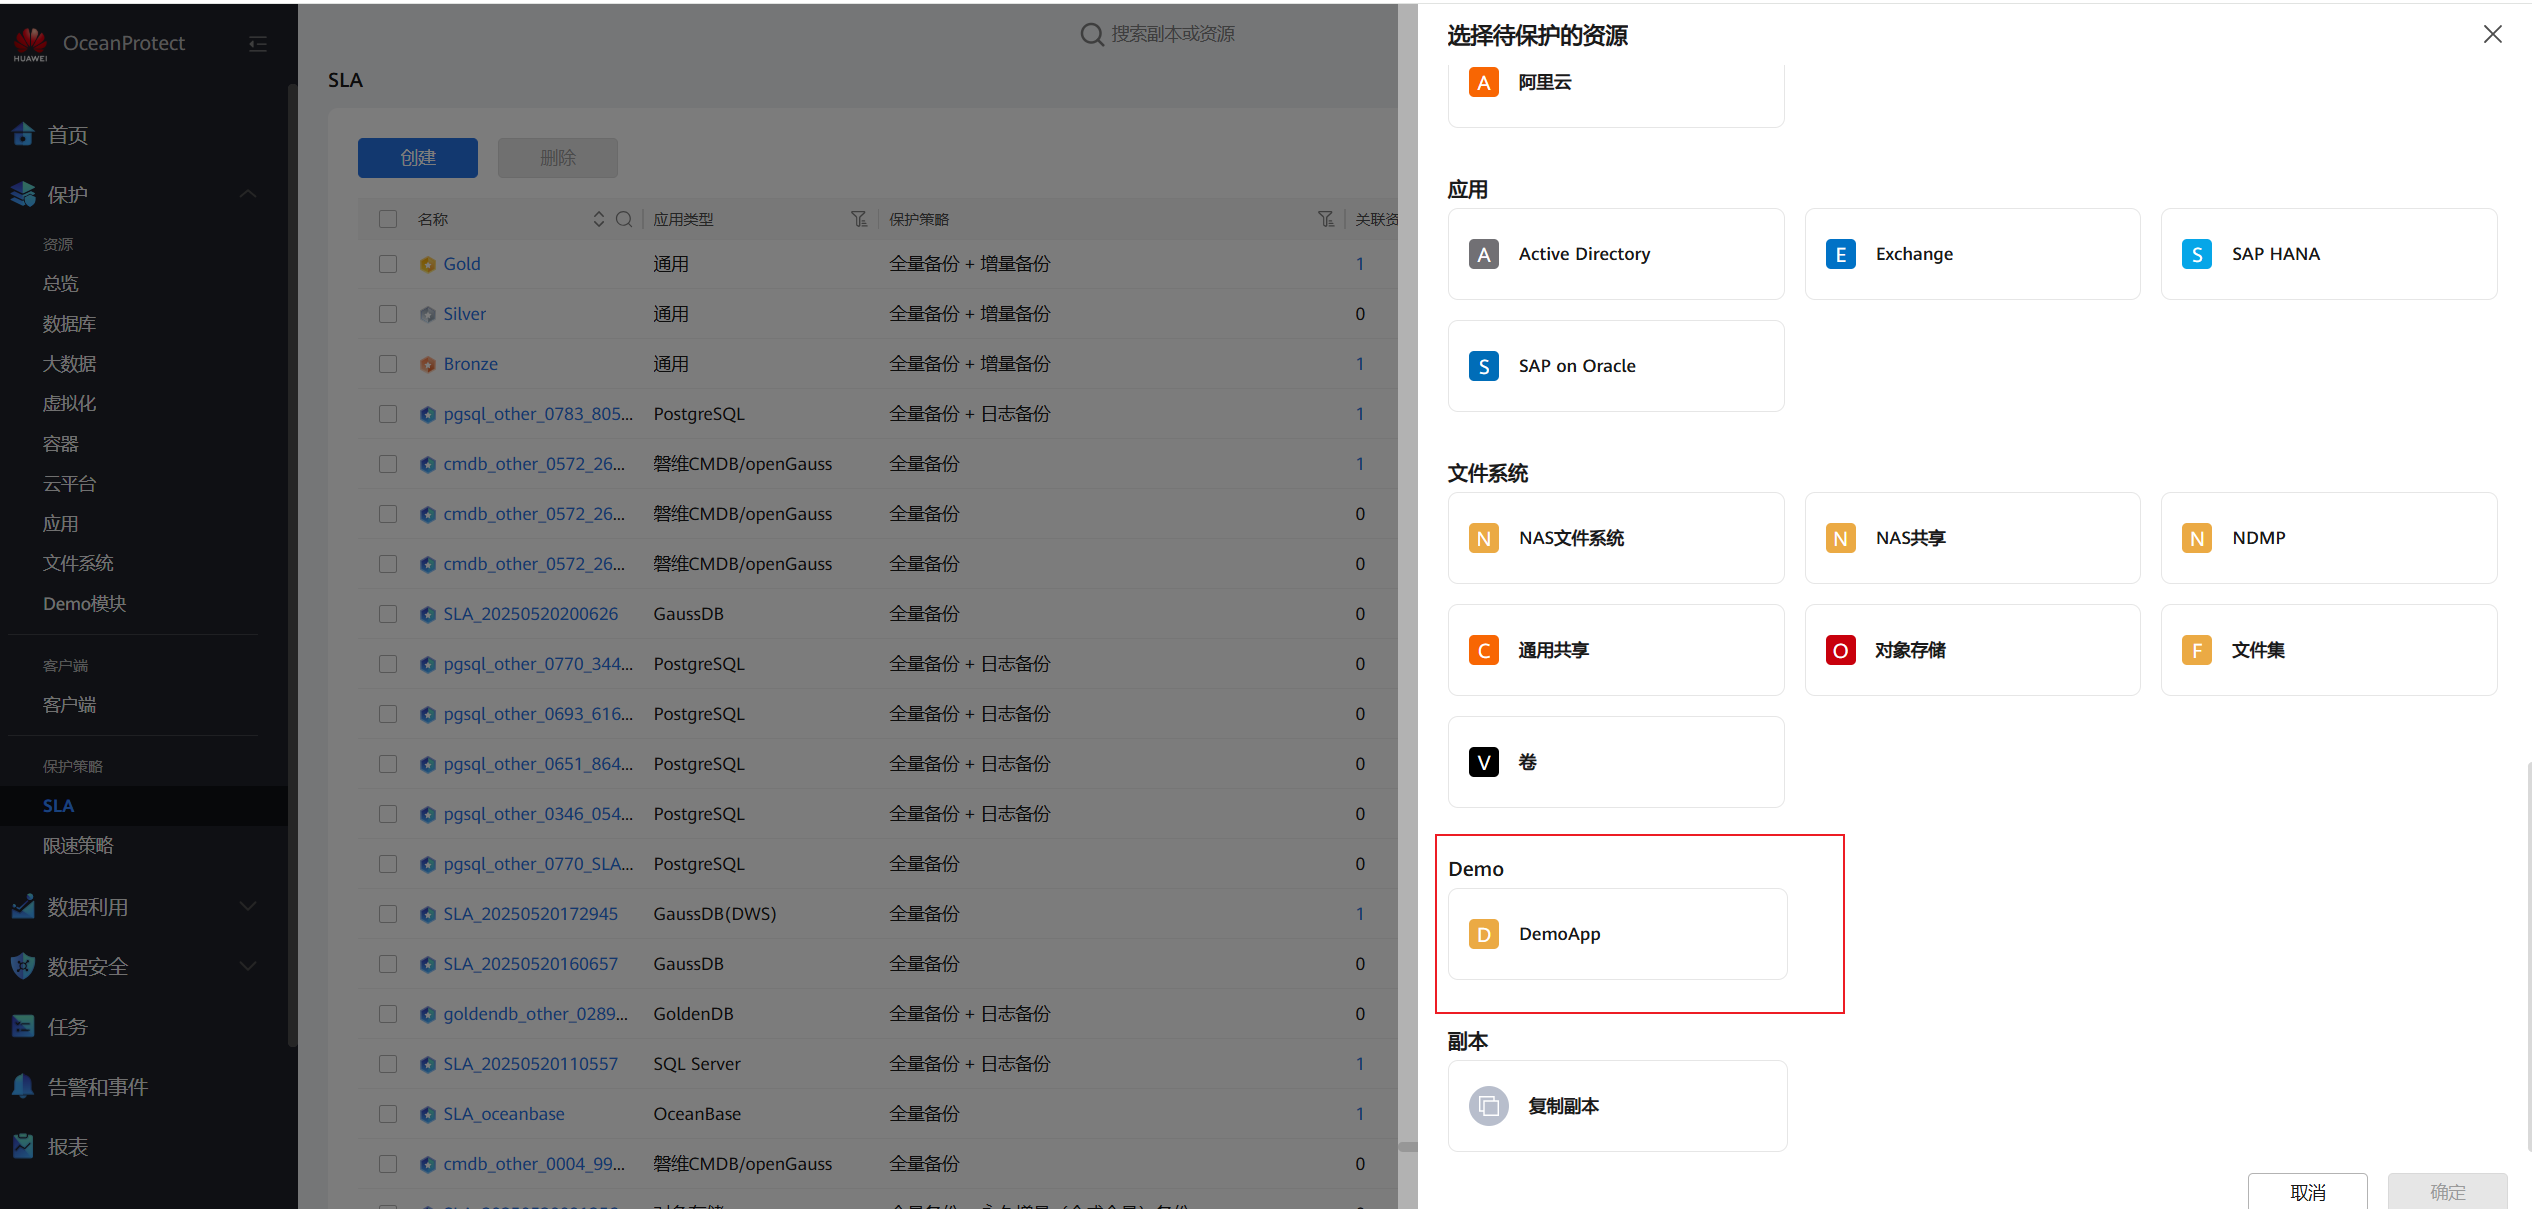 HUAWEI
OceanProtect
首页
保护
资源
总览
数据库
大数据
虚拟化
容器
云平台
应用
文件系统
Demo模块
客户端
客户端
保护策略
SLA
限速策略
数据利用
数据安全
任务
告警和事件
报表
搜索副本或资源
SLA
创建 删除
名称 应用类型 保护策略 关联资
Gold 通用 全量备份 + 增量备份 1
Silver 通用 全量备份 + 增量备份 0
Bronze 通用 全量备份 + 增量备份 1
pgsql_other_0783_805... PostgreSQL 全量备份 + 日志备份 1
cmdb_other_0572_26... 磐维CMDB/openGauss 全量备份 1
cmdb_other_0572_26... 磐维CMDB/openGauss 全量备份 0
cmdb_other_0572_26... 磐维CMDB/openGauss 全量备份 0
SLA_20250520200626 GaussDB 全量备份 0
pgsql_other_0770_344... PostgreSQL 全量备份 + 日志备份 0
pgsql_other_0693_616... PostgreSQL 全量备份 + 日志备份 0
pgsql_other_0651_864... PostgreSQL 全量备份 + 日志备份 0
pgsql_other_0346_054... PostgreSQL 全量备份 + 日志备份 0
pgsql_other_0770_SLA... PostgreSQL 全量备份 0
SLA_20250520172945 GaussDB(DWS) 全量备份 1
SLA_20250520160657 GaussDB 全量备份 0
goldendb_other_0289... GoldenDB 全量备份 + 日志备份 0
SLA_20250520110557 SQL Server 全量备份 + 日志备份 1
SLA_oceanbase OceanBase 全量备份 1
cmdb_other_0004_99... 磐维CMDB/openGauss 全量备份 0
选择待保护的资源
A 阿里云
应用
A Active Directory
E Exchange
S SAP HANA
S SAP on Oracle
文件系统
N NAS文件系统
N NAS共享
N NDMP
C 通用共享
O 对象存储
F 文件集
V 卷
Demo
D DemoApp
副本
复制副本
取消 确定